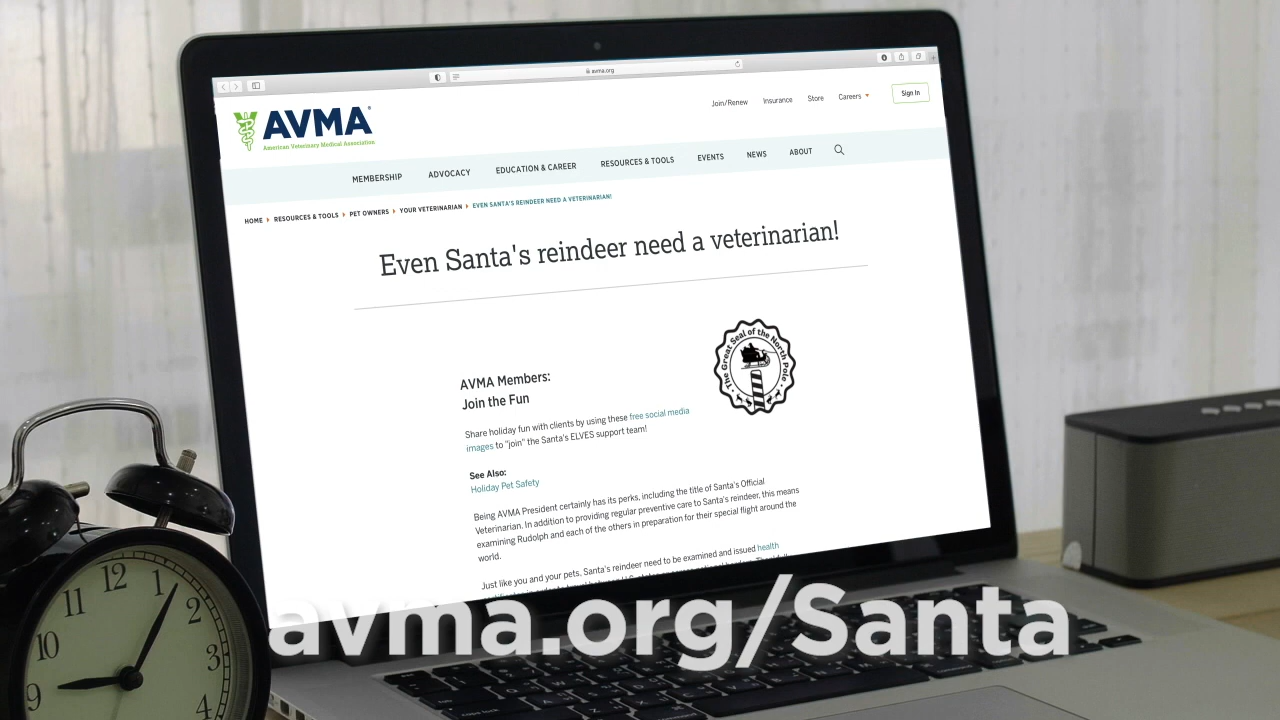 avma.org
AVMA®
American Veterinary Medical Association
Join/Renew Insurance Store Careers Sign In
MEMBERSHIP ADVOCACY EDUCATION & CAREER RESOURCES & TOOLS EVENTS NEWS ABOUT
HOME RESOURCES & TOOLS PET OWNERS YOUR VETERINARIAN EVEN SANTA'S REINDEER NEED A VETERINARIAN!
Even Santa's reindeer need a veterinarian!
The Great Seal of the North Pole
AVMA Members:
Join the Fun
Share holiday fun with clients by using these free social media
images to "join" the Santa's ELVES support team!
See Also:
Holiday Pet Safety
Being AVMA President certainly has its perks, including the title of Santa's Official
Veterinarian. In addition to providing regular preventive care to Santa's reindeer, this means
examining Rudolph and each of the others in preparation for their special flight around the
world.
Just like you and your pets, Santa's reindeer need to be examined and issued health
avma.org/Santa
12
1
11
2
10
3
9
4